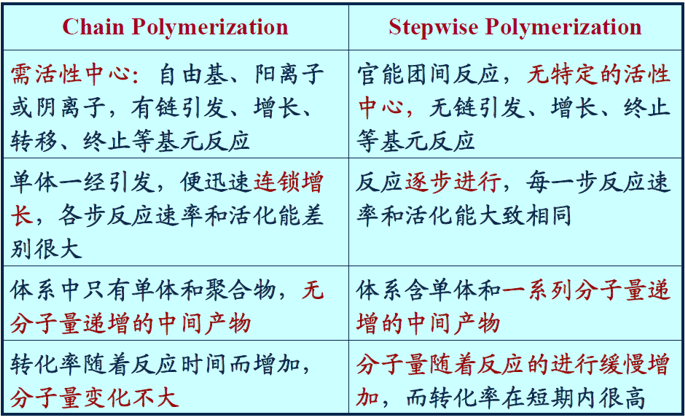 Chain Polymerization
Stepwise Polymerization
需活性中心：自由基、阳离子
或阴离子，有链引发、增长、
转移、终止等基元反应
官能团间反应，无特定的活性
中心，无链引发、增长、终止
等基元反应
单体一经引发，便迅速连锁增
长，各步反应速率和活化能差
别很大
反应逐步进行，每一步反应速
率和活化能大致相同
体系中只有单体和聚合物，无
分子量递增的中间产物
体系含单体和一系列分子量递
增的中间产物
转化率随着反应时间而增加，
分子量变化不大
分子量随着反应的进行缓慢增
加，而转化率在短期内很高